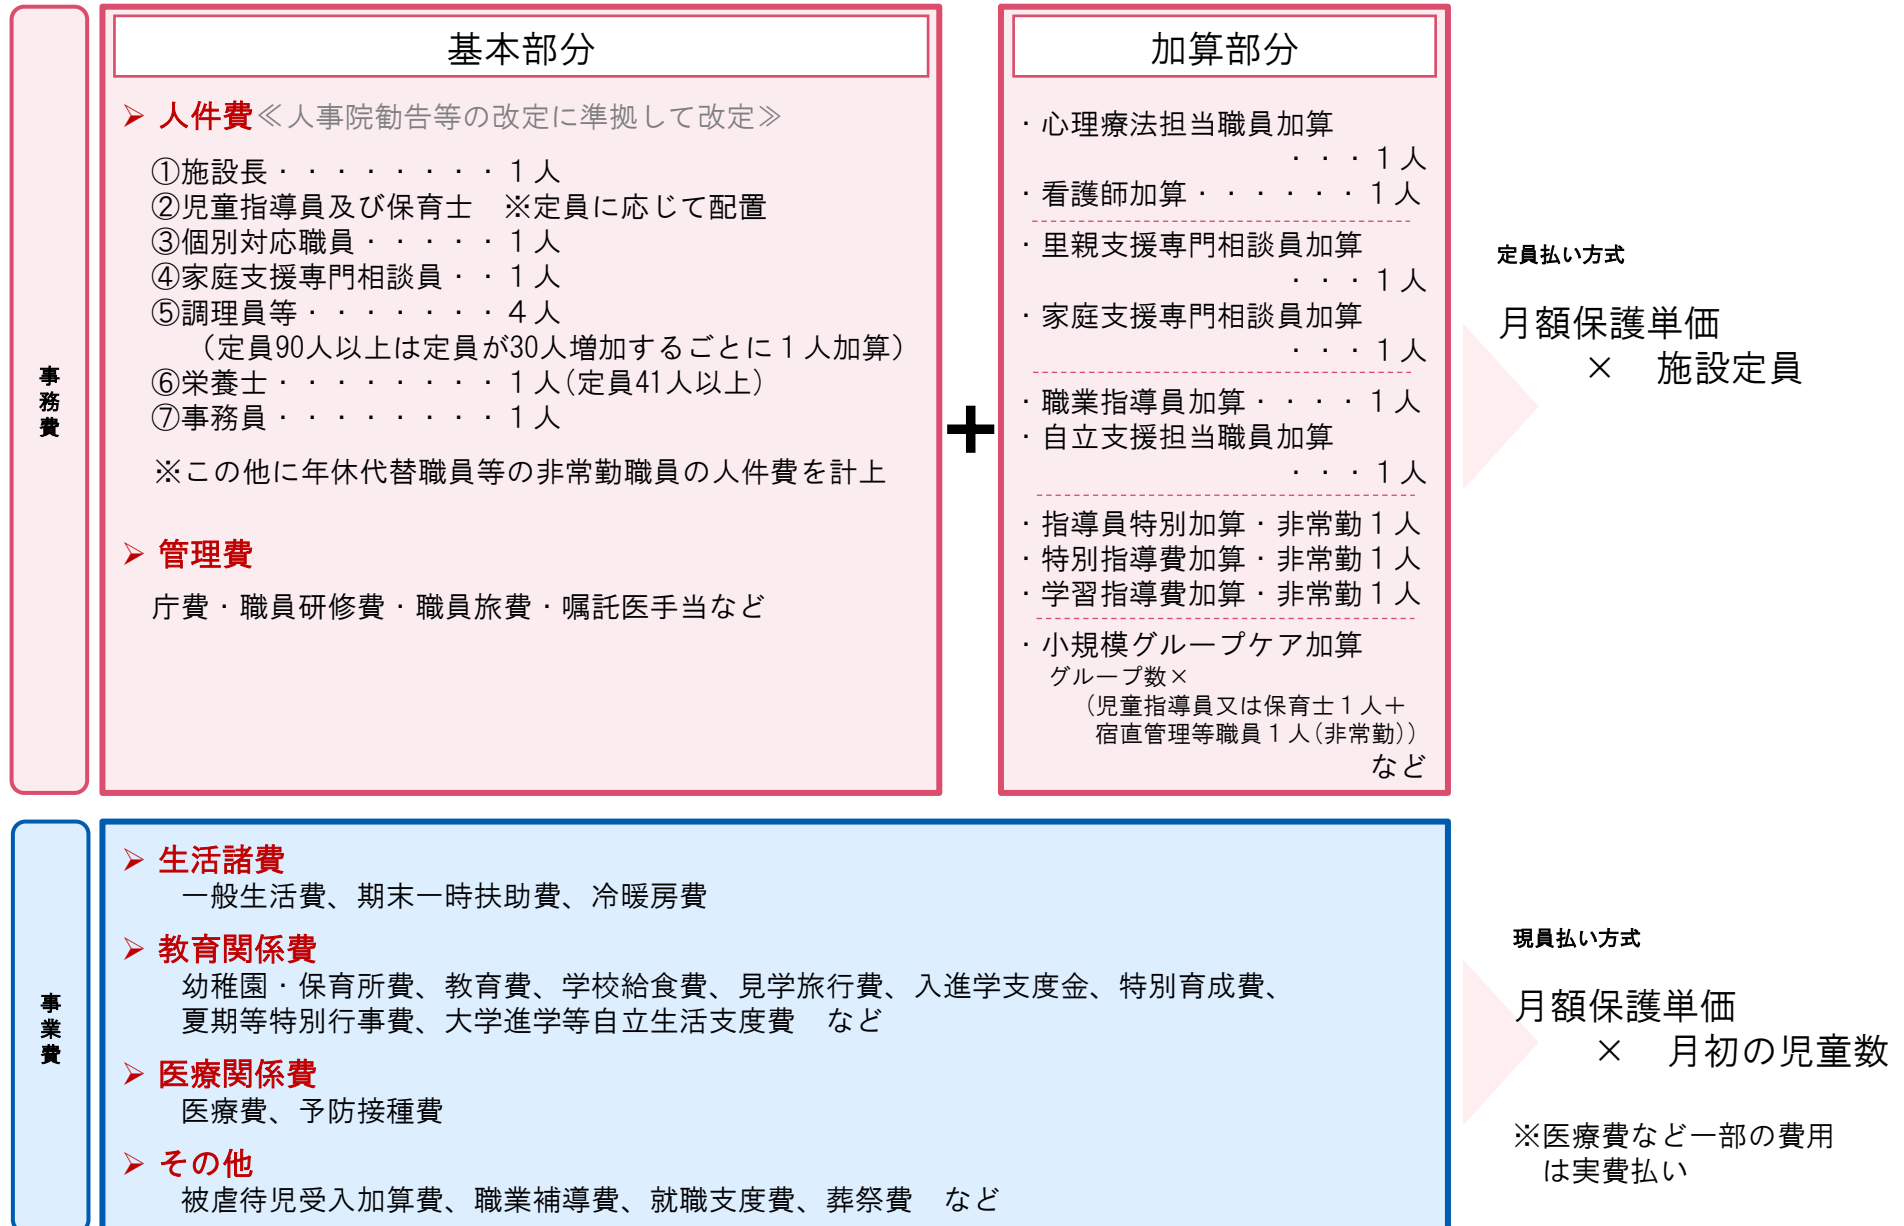 事務費
基本部分
➢ 人件費≪人事院勧告等の改定に準拠して改定≫
①施設長・・・・・・・・１人
②児童指導員及び保育士　※定員に応じて配置
③個別対応職員・・・・・１人
④家庭支援専門相談員・・１人
⑤調理員等・・・・・・・４人
（定員90人以上は定員が30人増加するごとに１人加算）
⑥栄養士・・・・・・・・１人(定員41人以上)
⑦事務員・・・・・・・・１人
※この他に年休代替職員等の非常勤職員の人件費を計上
➢ 管理費
庁費・職員研修費・職員旅費・嘱託医手当など
＋
加算部分
・心理療法担当職員加算
・・・１人
・看護師加算・・・・・・１人
・里親支援専門相談員加算
・・・１人
・家庭支援専門相談員加算
・・・１人
・職業指導員加算・・・・１人
・自立支援担当職員加算
・・・１人
・指導員特別加算・非常勤１人
・特別指導費加算・非常勤１人
・学習指導費加算・非常勤１人
・小規模グループケア加算
グループ数×
（児童指導員又は保育士１人＋
宿直管理等職員１人(非常勤))
など
定員払い方式
月額保護単価
×　施設定員
事業費
➢ 生活諸費
一般生活費、期末一時扶助費、冷暖房費
➢ 教育関係費
幼稚園・保育所費、教育費、学校給食費、見学旅行費、入進学支度金、特別育成費、
夏期等特別行事費、大学進学等自立生活支度費　など
➢ 医療関係費
医療費、予防接種費
➢ その他
被虐待児受入加算費、職業補導費、就職支度費、葬祭費　など
現員払い方式
月額保護単価
×　月初の児童数
※医療費など一部の費用
は実費払い